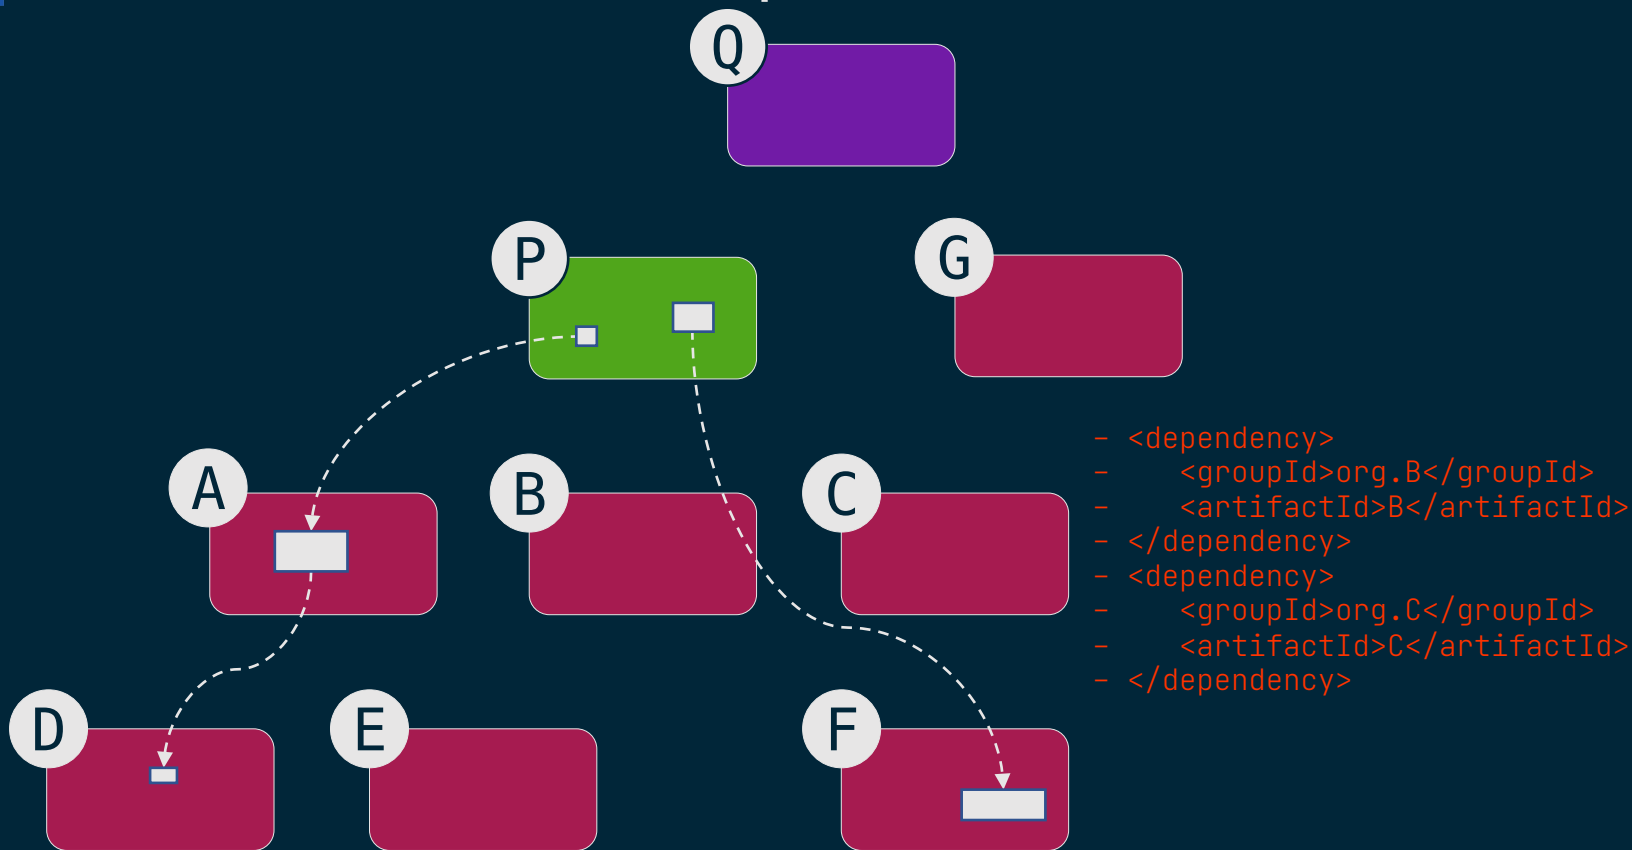 Q
P
G
A
B
C
- <dependency>
-    <groupId>org.B</groupId>
-    <artifactId>B</artifactId>
- </dependency>
- <dependency>
-    <groupId>org.C</groupId>
-    <artifactId>C</artifactId>
- </dependency>
D
E
F